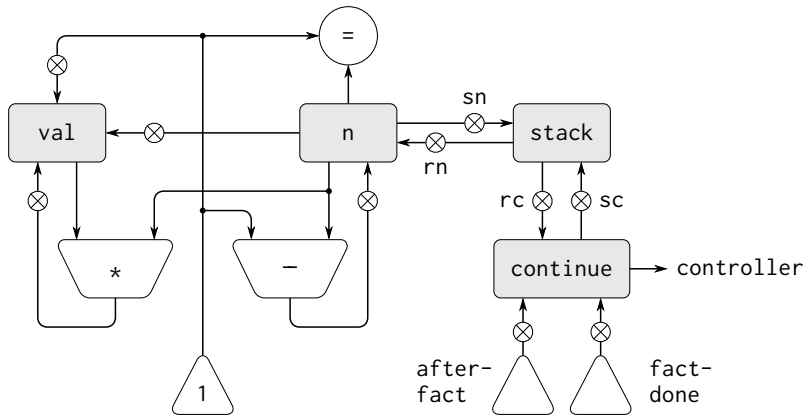 =
sn
val
n
stack
rn
rc
sc
*
–
continue
controller
after-
fact
fact-
done
1